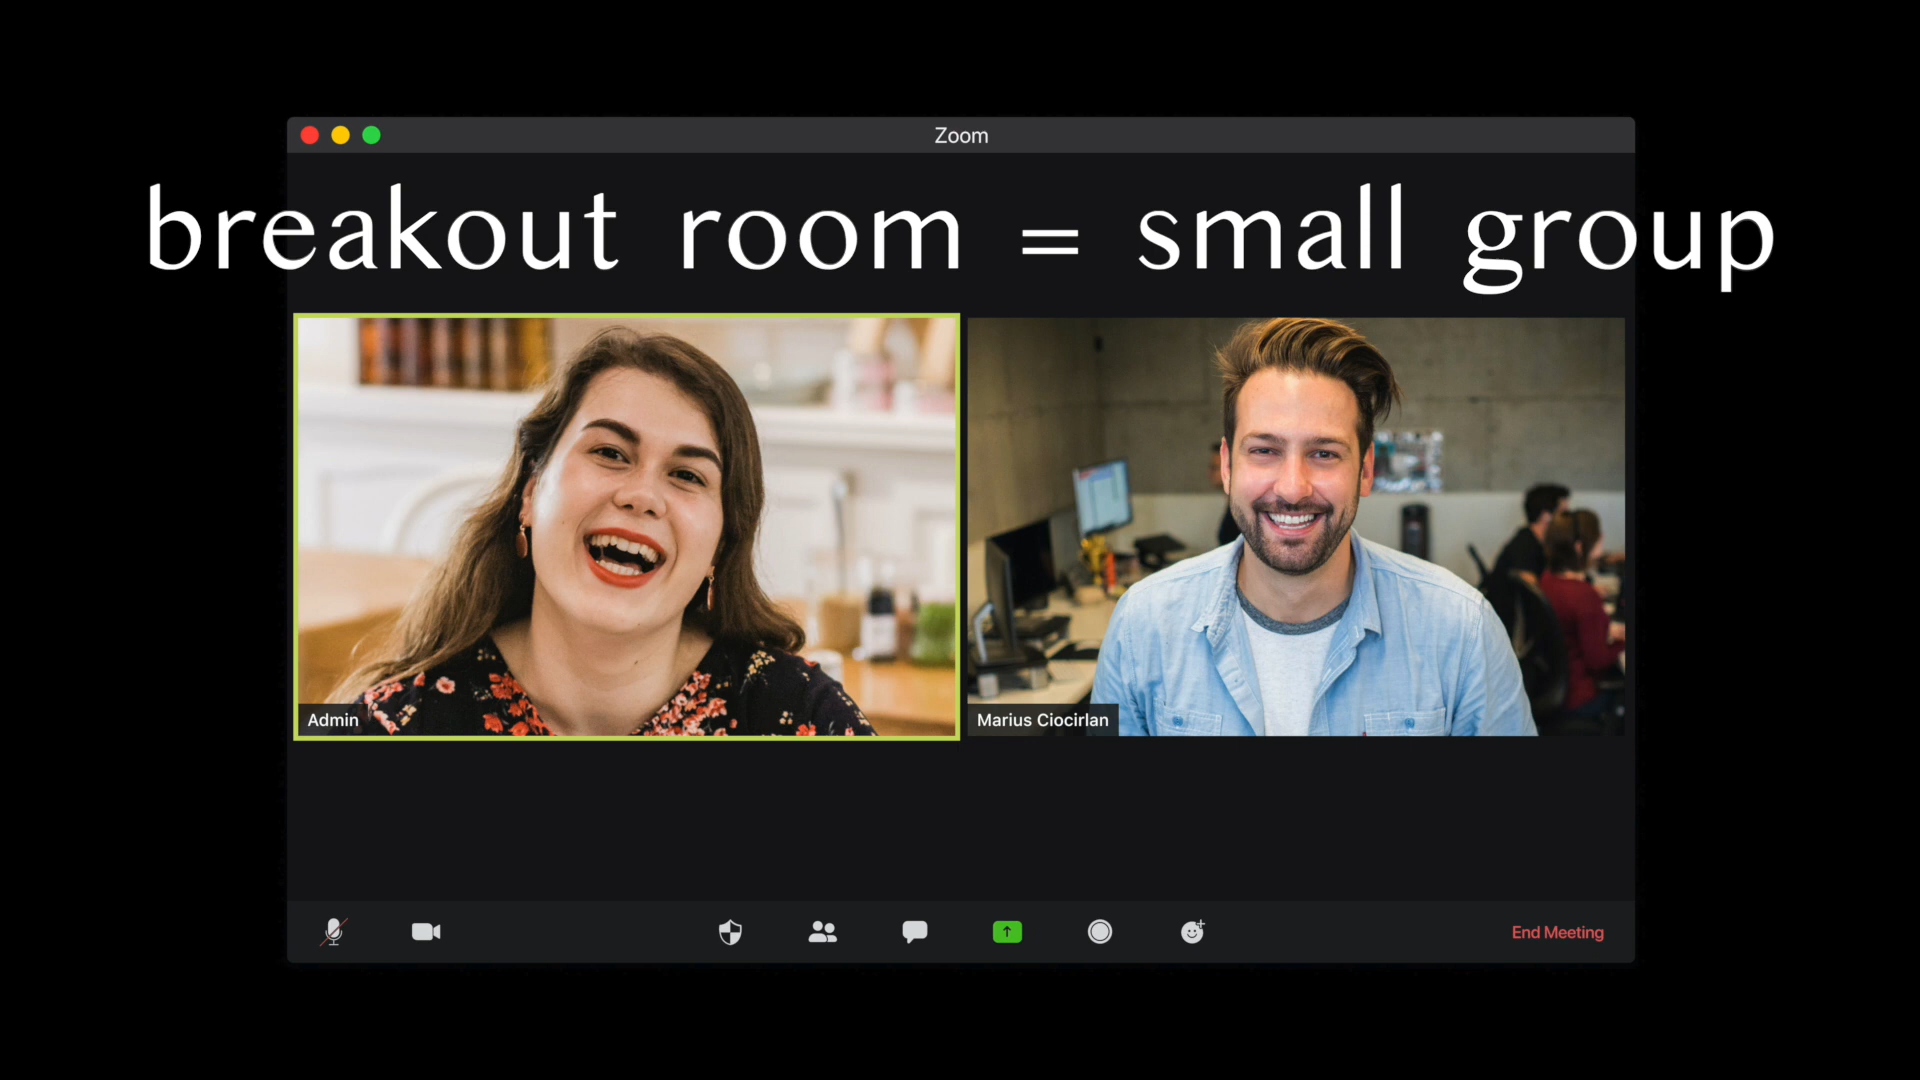 Zoom
breakout room = small group
Admin
Marius Ciocirlan
End Meeting